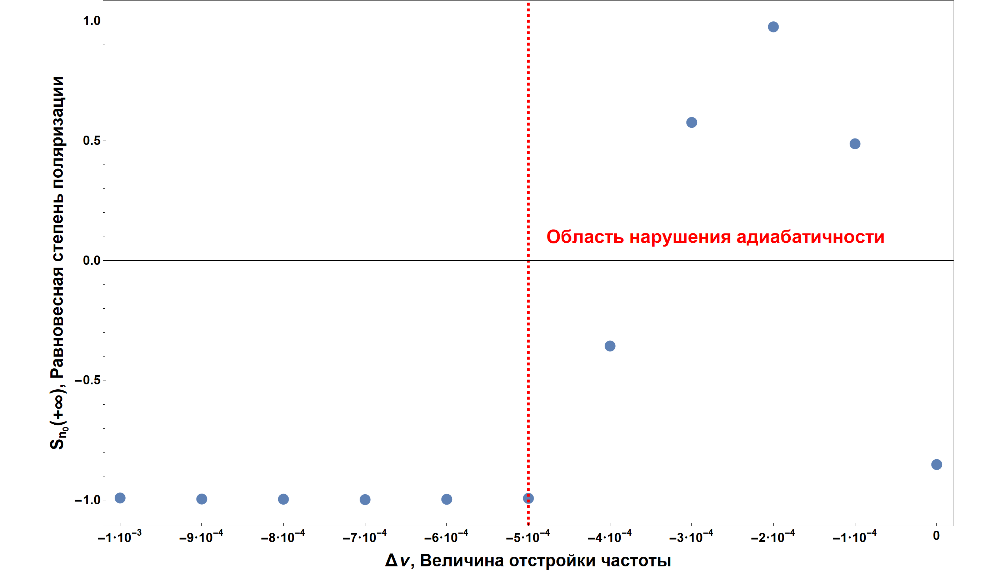 1.0
0.5
0.0
−0.5
−1.0
S_{n_0}(+∞), Равновесная степень поляризации
Область нарушения адиабатичности
−1·10⁻³ −9·10⁻⁴ −8·10⁻⁴ −7·10⁻⁴ −6·10⁻⁴ −5·10⁻⁴ −4·10⁻⁴ −3·10⁻⁴ −2·10⁻⁴ −1·10⁻⁴ 0
Δν, Величина отстройки частоты